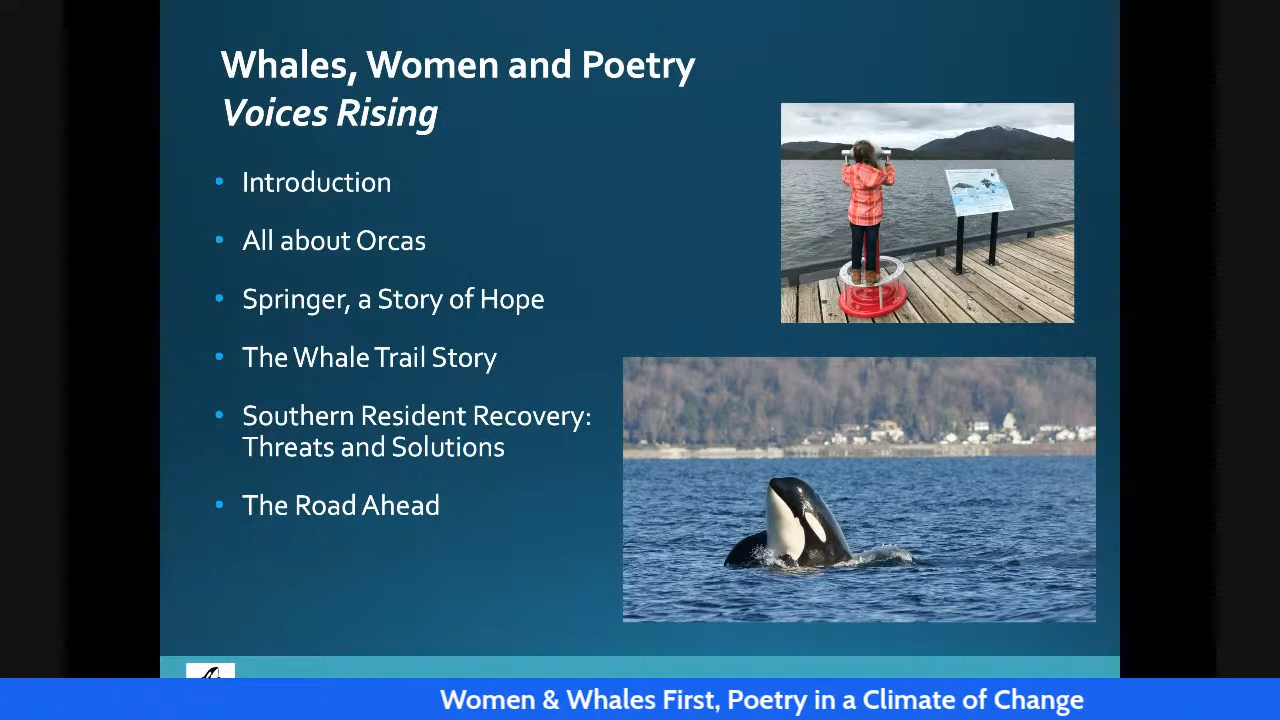 Whales, Women and Poetry
Voices Rising
Introduction
All about Orcas
Springer, a Story of Hope
The Whale Trail Story
Southern Resident Recovery:
Threats and Solutions
The Road Ahead
Women & Whales First, Poetry in a Climate of Change